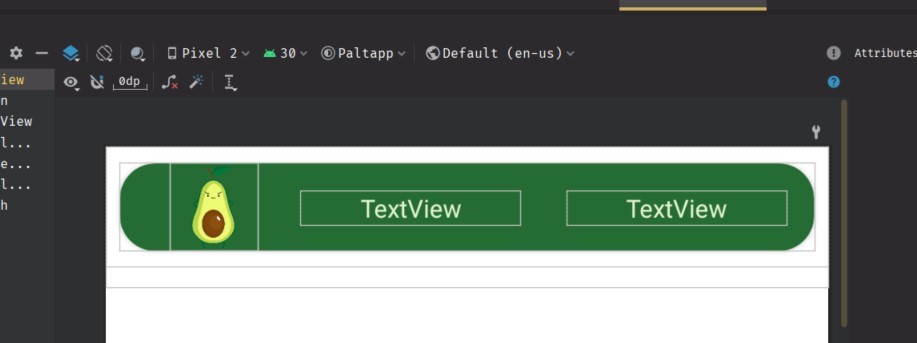 Pixel 2 30 Paltapp Default (en-us) Attributes
iew 0dp
n
View
l...
e...
l...
h
TextView TextView